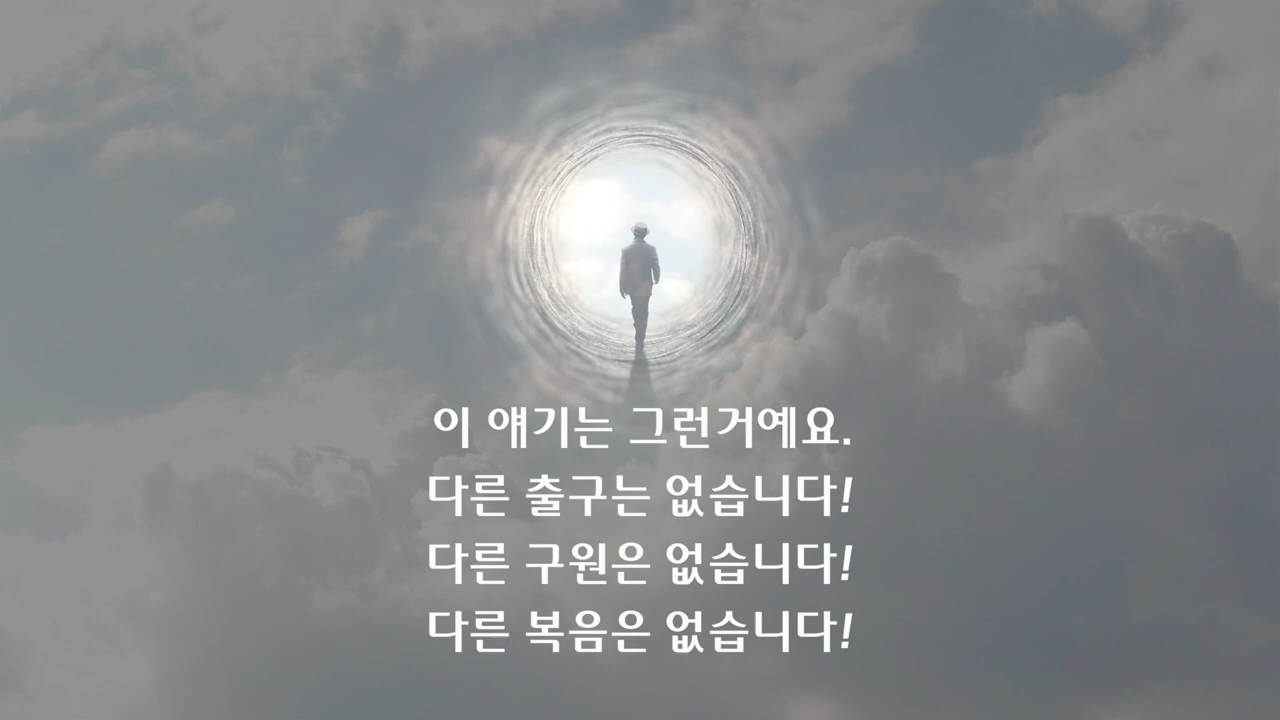 이 얘기는 그런거예요.
다른 출구는 없습니다!
다른 구원은 없습니다!
다른 복음은 없습니다!